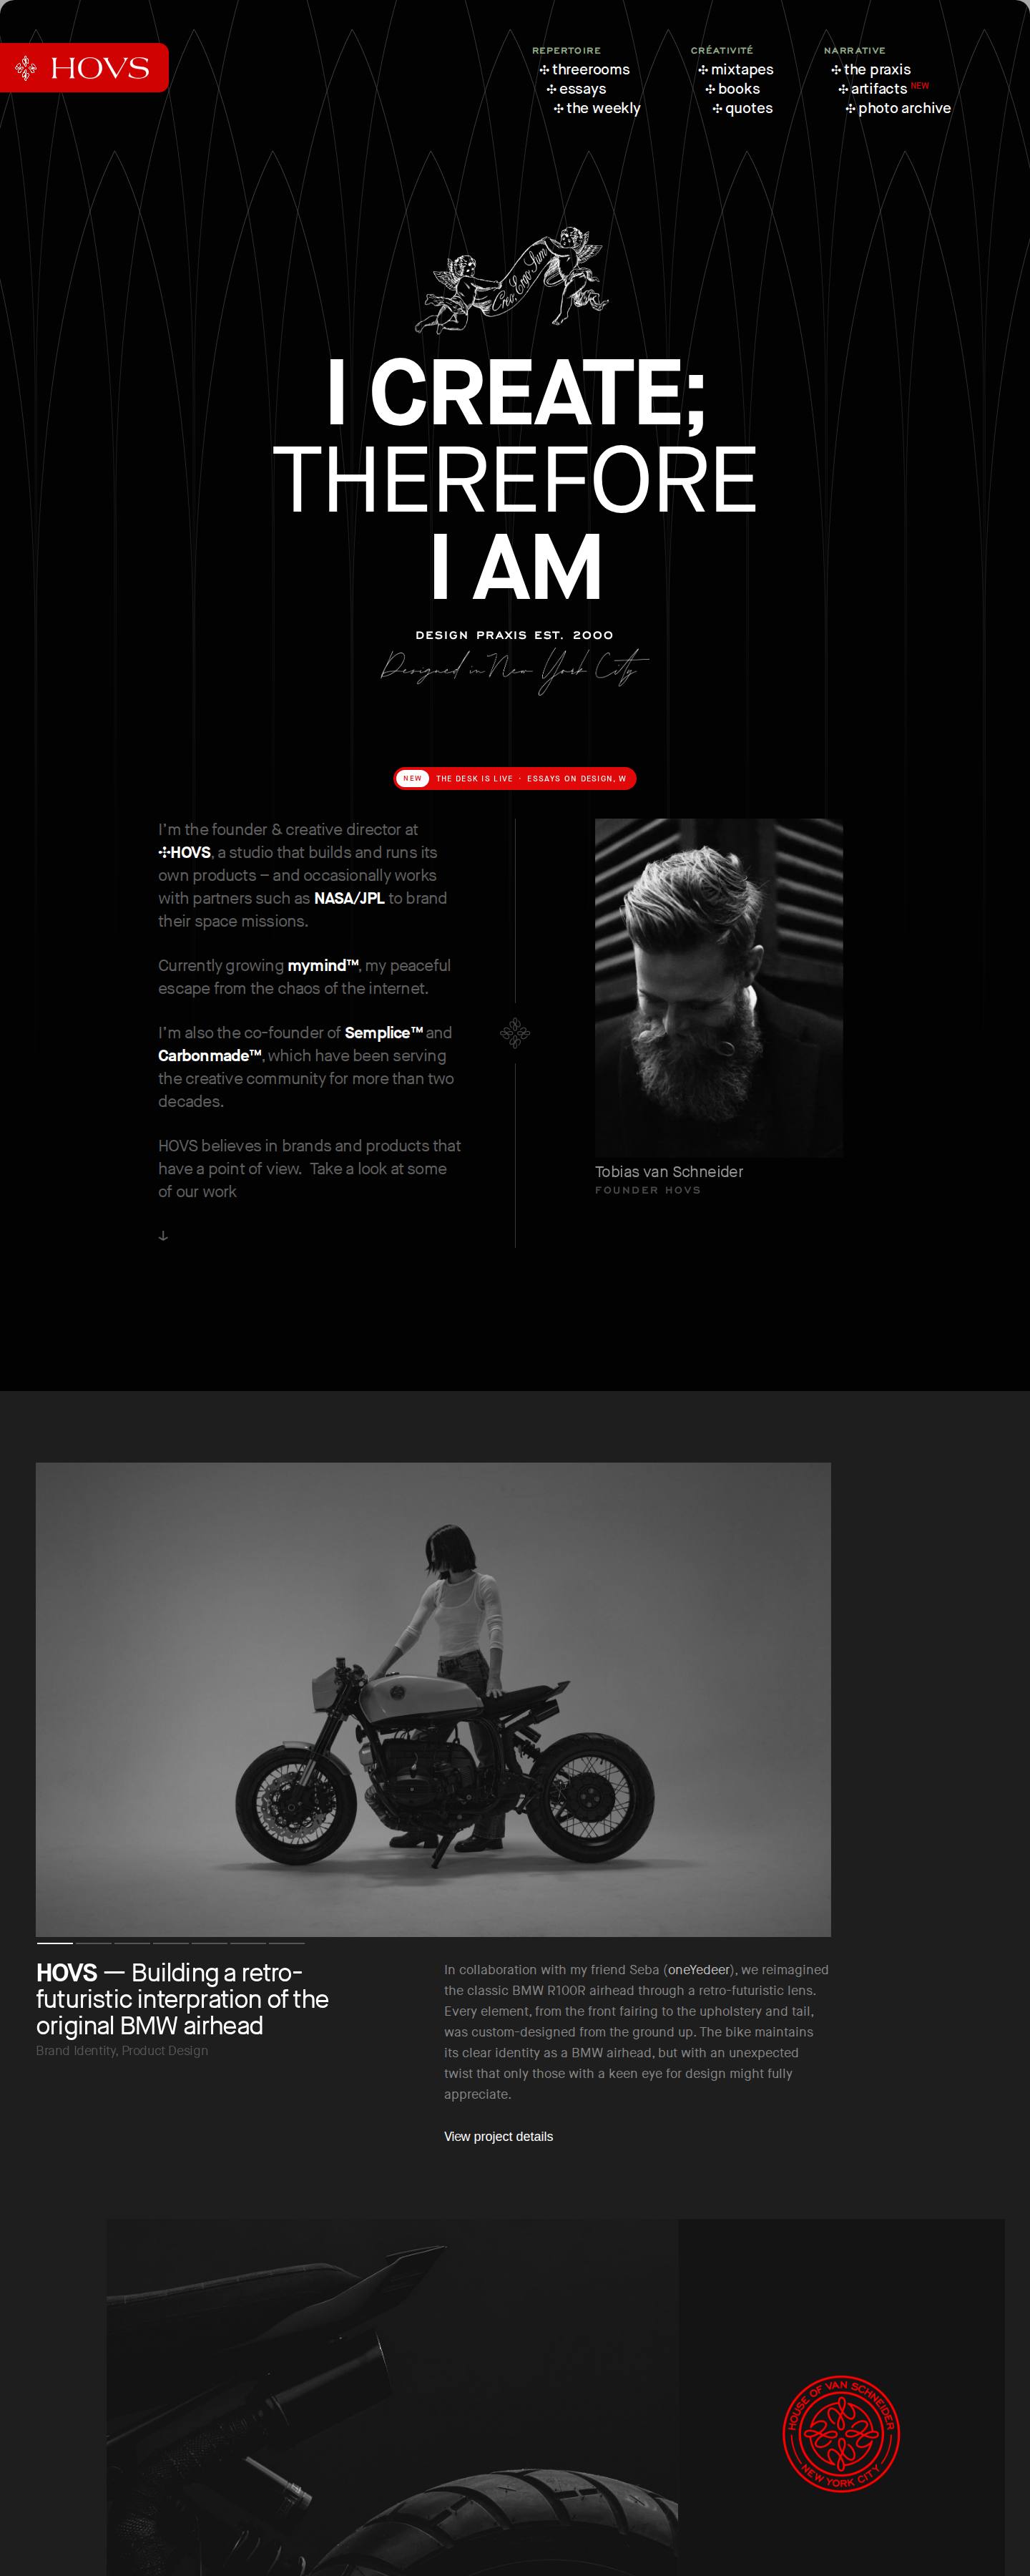 HOVS
REPERTOIRE
threerooms
essays
the weekly
CRÉATIVITÉ
mixtapes
books
quotes
NARRATIVE
the praxis
artifacts NEW
photo archive
Creo, Ergo Sum
I CREATE;
THEREFORE
I AM
DESIGN PRAXIS EST. 2000
Designed in New York City
NEW THE DESK IS LIVE · ESSAYS ON DESIGN, W
I'm the founder & creative director at
HOVS, a studio that builds and runs its
own products – and occasionally works
with partners such as NASA/JPL to brand
their space missions.
Currently growing mymind™, my peaceful
escape from the chaos of the internet.
I'm also the co-founder of Semplice™ and
Carbonmade™, which have been serving
the creative community for more than two
decades.
HOVS believes in brands and products that
have a point of view. Take a look at some
of our work
↓
Tobias van Schneider
FOUNDER HOVS
HOVS — Building a retro-
futuristic interpration of the
original BMW airhead
Brand Identity, Product Design
In collaboration with my friend Seba (oneYedeer), we reimagined
the classic BMW R100R airhead through a retro-futuristic lens.
Every element, from the front fairing to the upholstery and tail,
was custom-designed from the ground up. The bike maintains
its clear identity as a BMW airhead, but with an unexpected
twist that only those with a keen eye for design might fully
appreciate.
View project details
HOUSE OF VAN SCHNEIDER
NEW YORK CITY